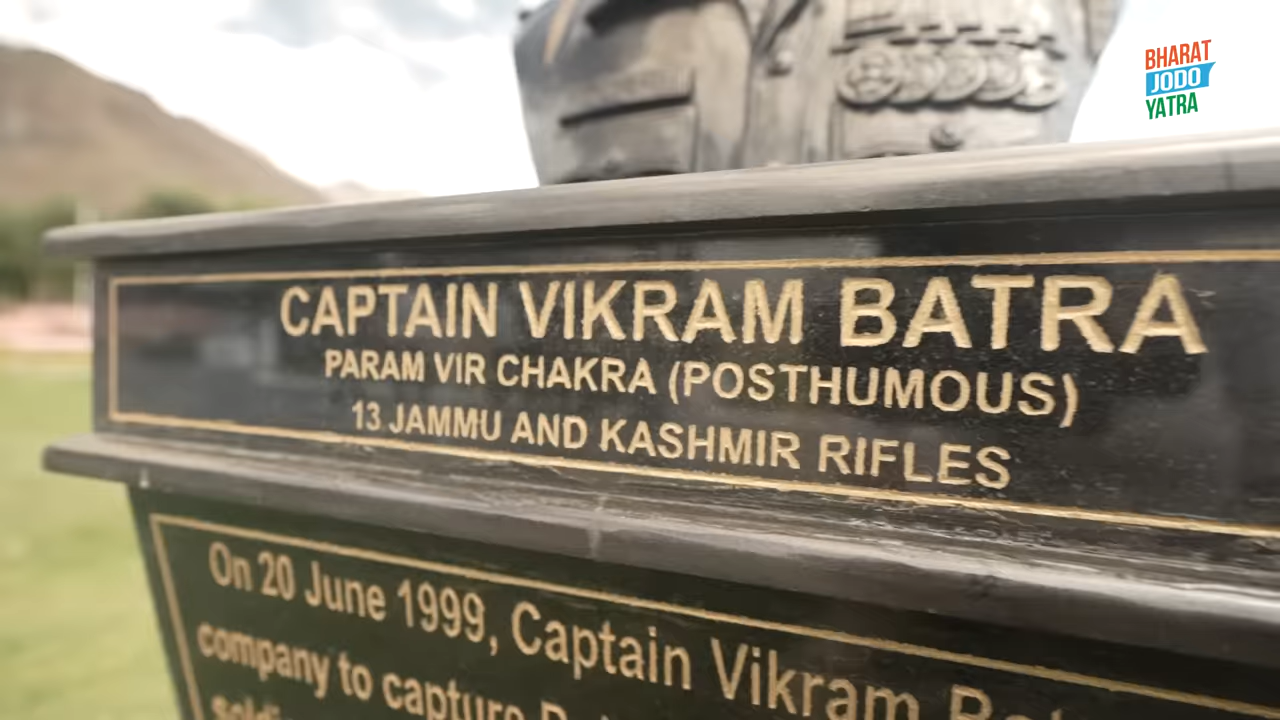 BHARAT
JODO
YATRA
CAPTAIN VIKRAM BATRA
PARAM VIR CHAKRA (POSTHUMOUS)
13 JAMMU AND KASHMIR RIFLES
On 20 June 1999, Captain Vikram
company to capture